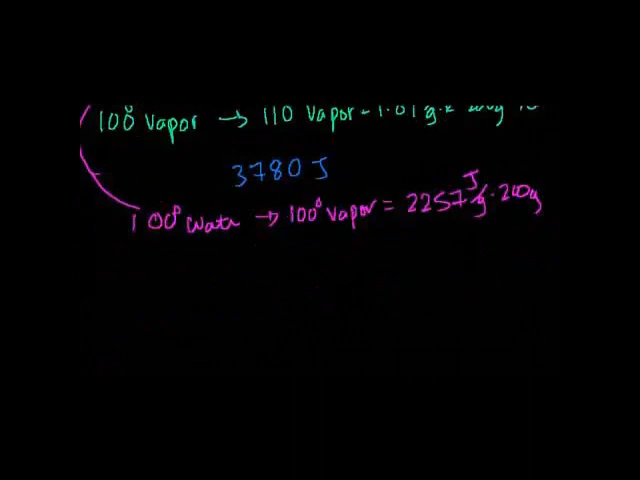 100° vapor → 110 vapor =
3780 J
100° water → 100° vapor = 2257 J/g · 200g